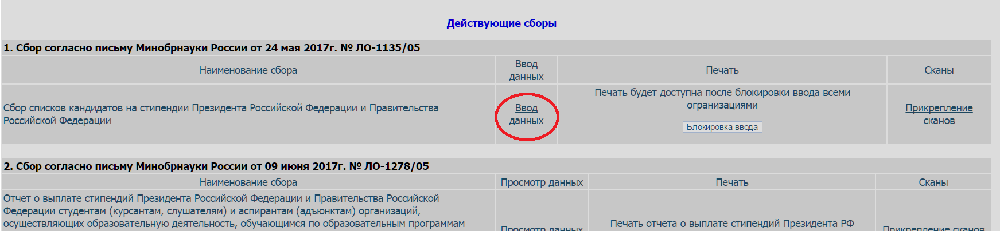 Действующие сборы
1. Сбор согласно письму Минобрнауки России от 24 мая 2017г. № ЛО-1135/05
Наименование сбора
Ввод
данных
Печать
Сканы
Сбор списков кандидатов на стипендии Президента Российской Федерации и Правительства
Российской Федерации
Ввод
данных
Печать будет доступна после блокировки ввода всеми
огранизациями
Блокировка ввода
Прикрепление
сканов
2. Сбор согласно письму Минобрнауки России от 09 июня 2017г. № ЛО-1278/05
Наименование сбора
Просмотр данных
Печать
Сканы
Отчет о выплате стипендий Президента Российской Федерации и Правительства Российской
Федерации студентам (курсантам, слушателям) и аспирантам (адъюнктам) организаций,
осуществляющих образовательную деятельность, обучающимся по образовательным программам
Просмотр данных
Печать отчета о выплате стипендий Президента РФ
Прикрепление сканов